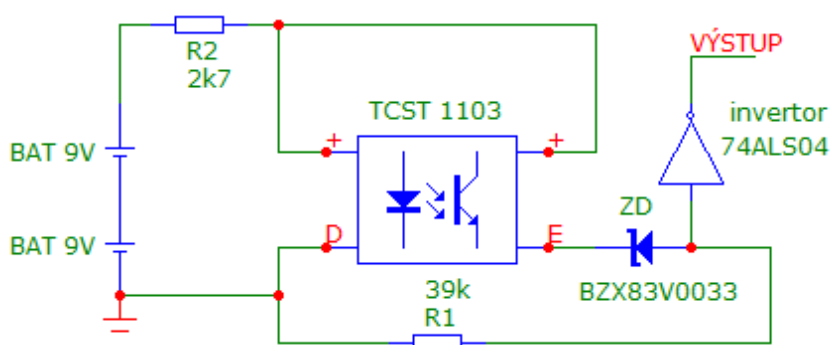 R2
2k7
VÝSTUP
TCST 1103
invertor
74ALS04
+
+
BAT 9V
ZD
D
E
BAT 9V
39k
R1
BZX83V0033